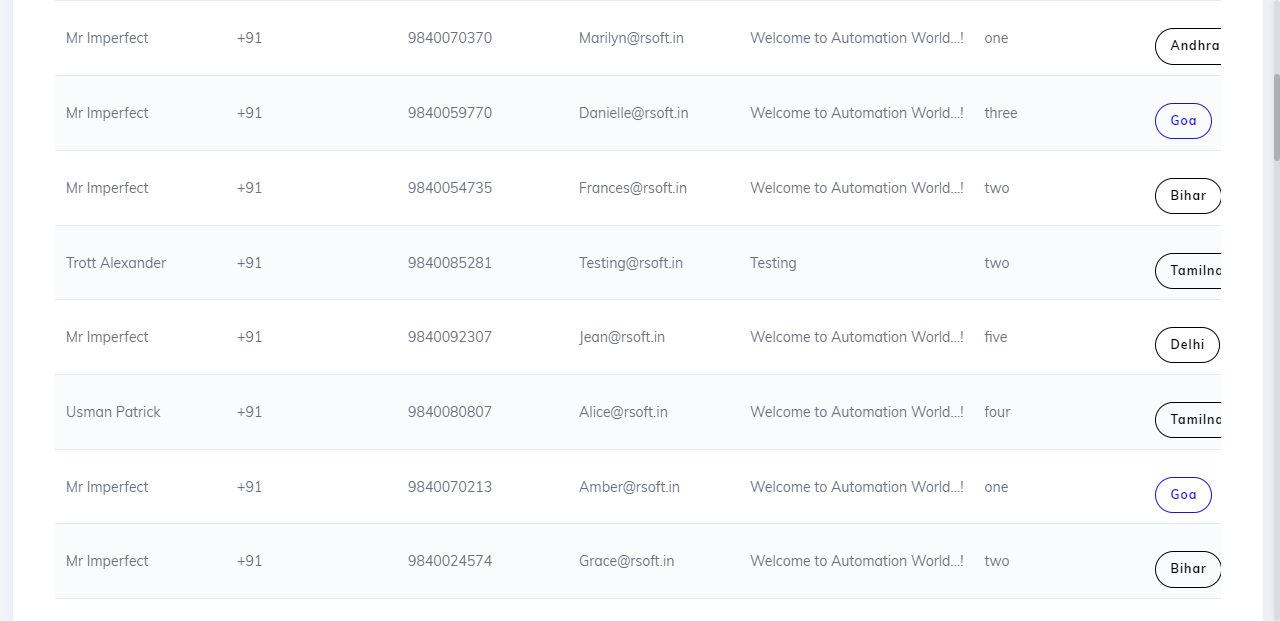 Mr Imperfect +91 9840070370 Marilyn@rsoft.in Welcome to Automation World...! one Andhra
Mr Imperfect +91 9840059770 Danielle@rsoft.in Welcome to Automation World...! three Goa
Mr Imperfect +91 9840054735 Frances@rsoft.in Welcome to Automation World...! two Bihar
Trott Alexander +91 9840085281 Testing@rsoft.in Testing two Tamilna
Mr Imperfect +91 9840092307 Jean@rsoft.in Welcome to Automation World...! five Delhi
Usman Patrick +91 9840080807 Alice@rsoft.in Welcome to Automation World...! four Tamilna
Mr Imperfect +91 9840070213 Amber@rsoft.in Welcome to Automation World...! one Goa
Mr Imperfect +91 9840024574 Grace@rsoft.in Welcome to Automation World...! two Bihar